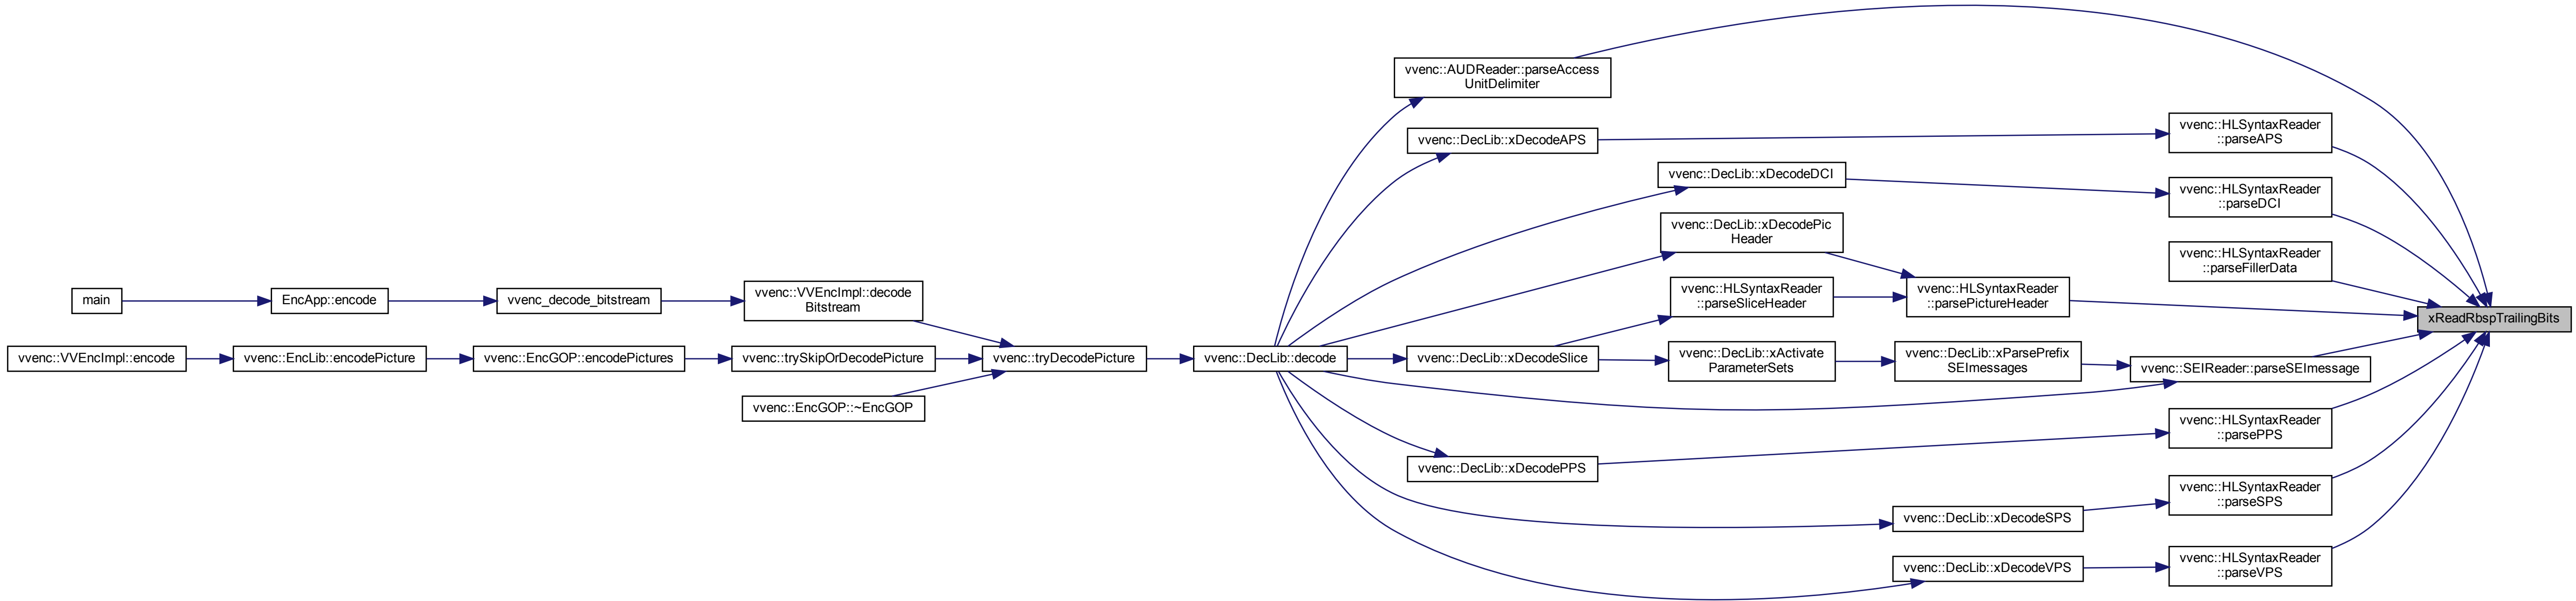 main
vvenc::VVEncImpl::encode
EncApp::encode
vvenc::EncLib::encodePicture
vvenc_decode_bitstream
vvenc::EncGOP::encodePictures
vvenc::VVEncImpl::decode
Bitstream
vvenc::trySkipOrDecodePicture
vvenc::EncGOP::~EncGOP
vvenc::tryDecodePicture
vvenc::DecLib::decode
vvenc::AUDReader::parseAccess
UnitDelimiter
vvenc::DecLib::xDecodeAPS
vvenc::DecLib::xDecodeDCI
vvenc::DecLib::xDecodePic
Header
vvenc::HLSyntaxReader
::parseSliceHeader
vvenc::DecLib::xDecodeSlice
vvenc::DecLib::xActivate
ParameterSets
vvenc::DecLib::xDecodePPS
vvenc::HLSyntaxReader
::parsePictureHeader
vvenc::DecLib::xParsePrefix
SEImessages
vvenc::DecLib::xDecodeSPS
vvenc::DecLib::xDecodeVPS
vvenc::HLSyntaxReader
::parseAPS
vvenc::HLSyntaxReader
::parseDCI
vvenc::HLSyntaxReader
::parseFillerData
vvenc::SEIReader::parseSEImessage
vvenc::HLSyntaxReader
::parsePPS
vvenc::HLSyntaxReader
::parseSPS
vvenc::HLSyntaxReader
::parseVPS
xReadRbspTrailingBits